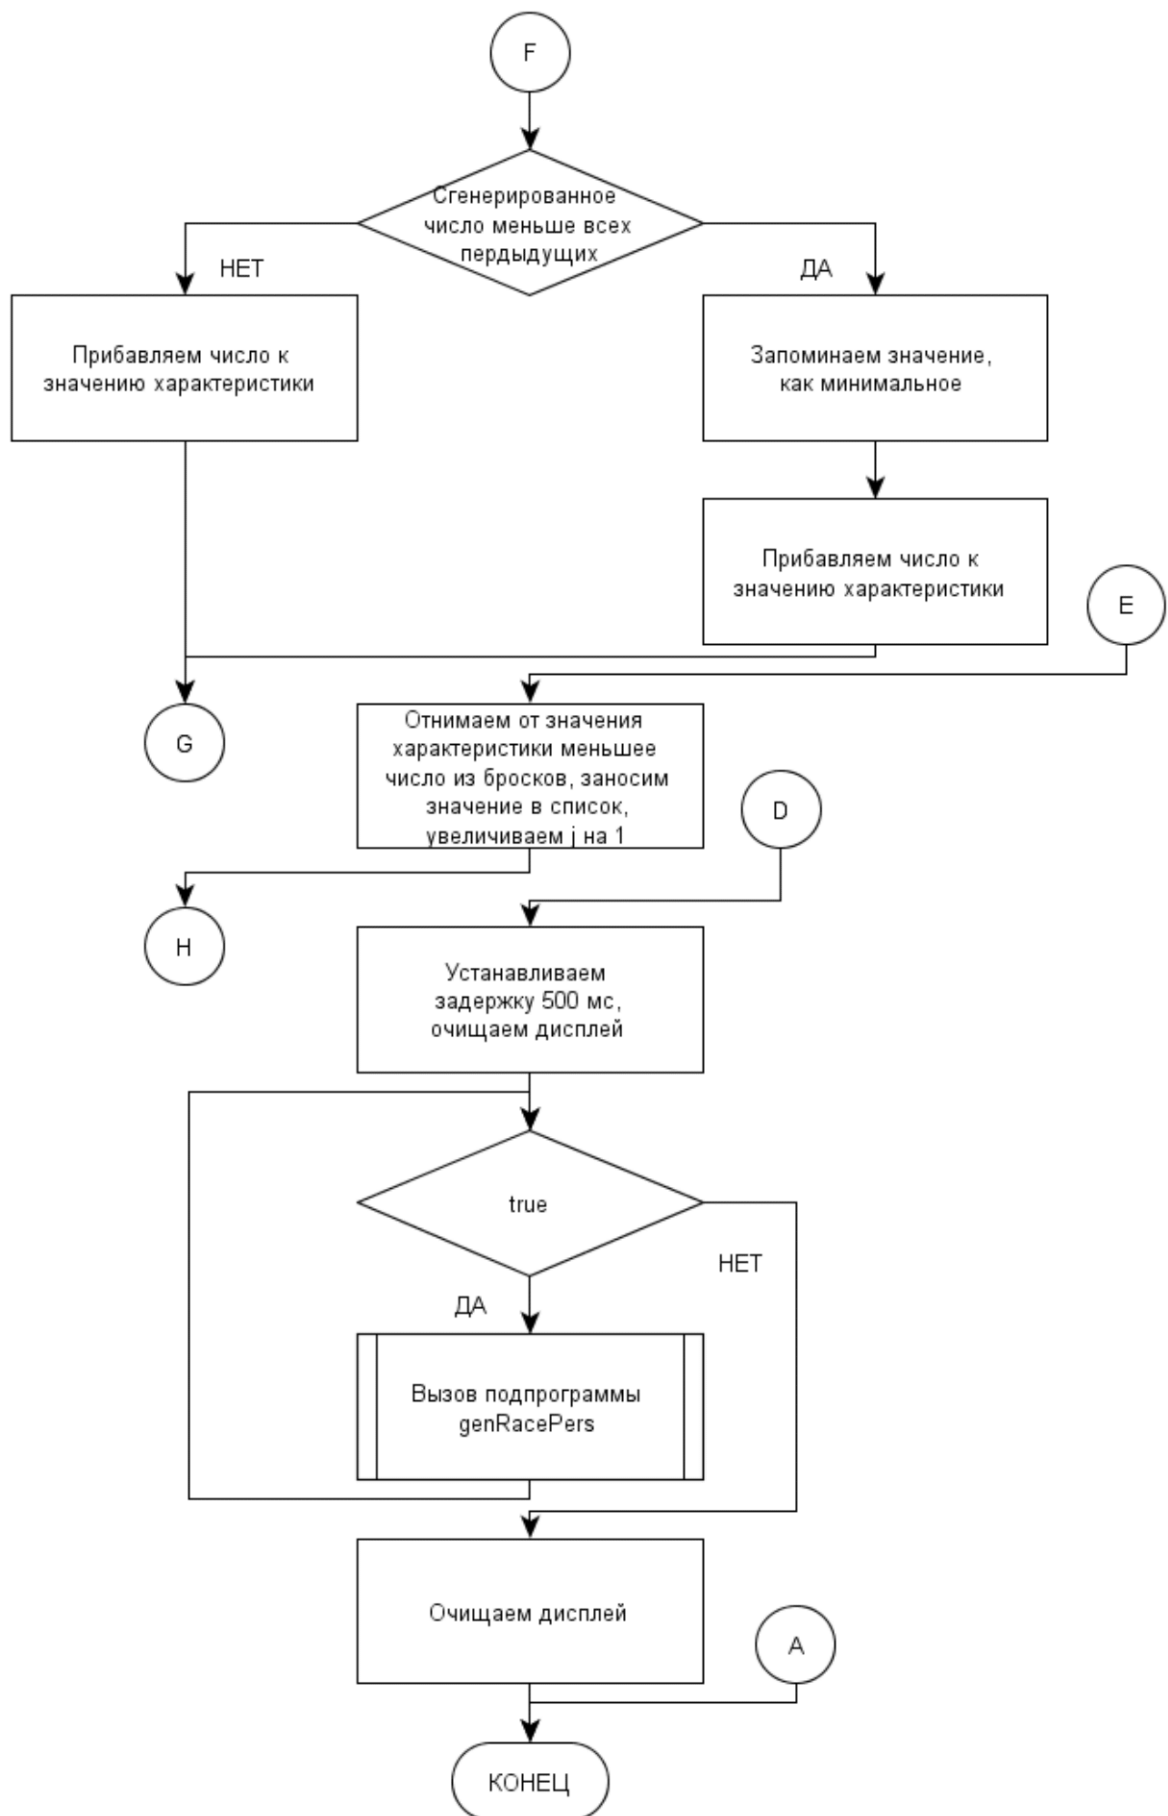 F
Сгенерированное
число меньше всех
пердыдущих
НЕТ
ДА
Прибавляем число к
значению характеристики
Запоминаем значение,
как минимальное
Прибавляем число к
значению характеристики
E
G
Отнимаем от значения
характеристики меньшее
число из бросков, заносим
значение в список,
увеличиваем j на 1
D
H
Устанавливаем
задержку 500 мс,
очищаем дисплей
true
НЕТ
ДА
Вызов подпрограммы
genRacePers
Очищаем дисплей
A
КОНЕЦ